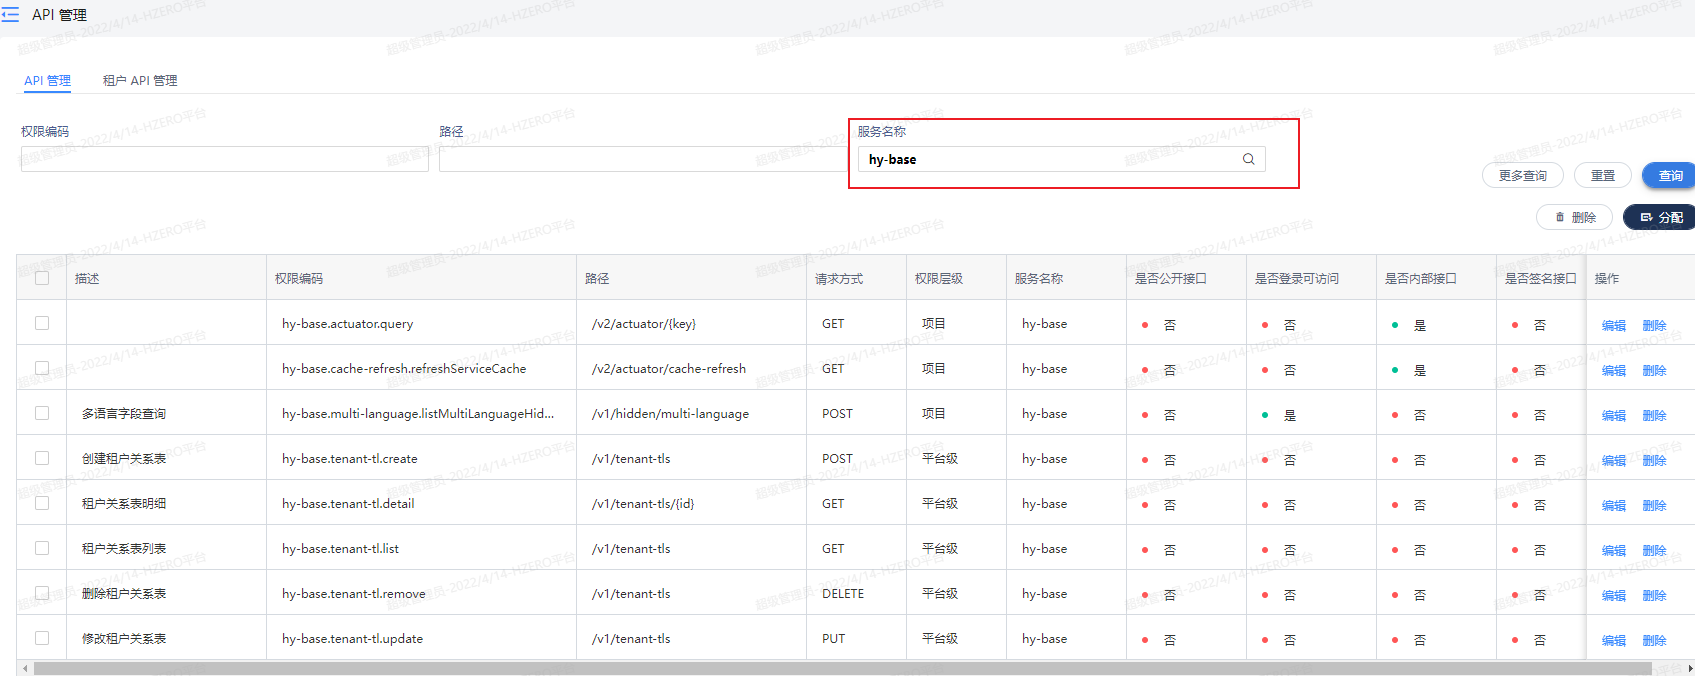 API 管理
API 管理
租户 API 管理
权限编码
路径
服务名称
hy-base
更多查询
重置
查询
删除
分配
描述 权限编码 路径 请求方式 权限层级 服务名称 是否公开接口 是否登录可访问 是否内部接口 是否签名接口 操作
hy-base.actuator.query /v2/actuator/{key} GET 项目 hy-base 否 否 是 否 编辑 删除
hy-base.cache-refresh.refreshServiceCache /v2/actuator/cache-refresh GET 项目 hy-base 否 否 是 否 编辑 删除
多语言字段查询 hy-base.multi-language.listMultiLanguageHid... /v1/hidden/multi-language POST 项目 hy-base 否 是 否 否 编辑 删除
创建租户关系表 hy-base.tenant-tl.create /v1/tenant-tls POST 平台级 hy-base 否 否 否 否 编辑 删除
租户关系表明细 hy-base.tenant-tl.detail /v1/tenant-tls/{id} GET 平台级 hy-base 否 否 否 否 编辑 删除
租户关系表列表 hy-base.tenant-tl.list /v1/tenant-tls GET 平台级 hy-base 否 否 否 否 编辑 删除
删除租户关系表 hy-base.tenant-tl.remove /v1/tenant-tls DELETE 平台级 hy-base 否 否 否 否 编辑 删除
修改租户关系表 hy-base.tenant-tl.update /v1/tenant-tls PUT 平台级 hy-base 否 否 否 否 编辑 删除
超级管理员-2022/4/14-HZERO平台